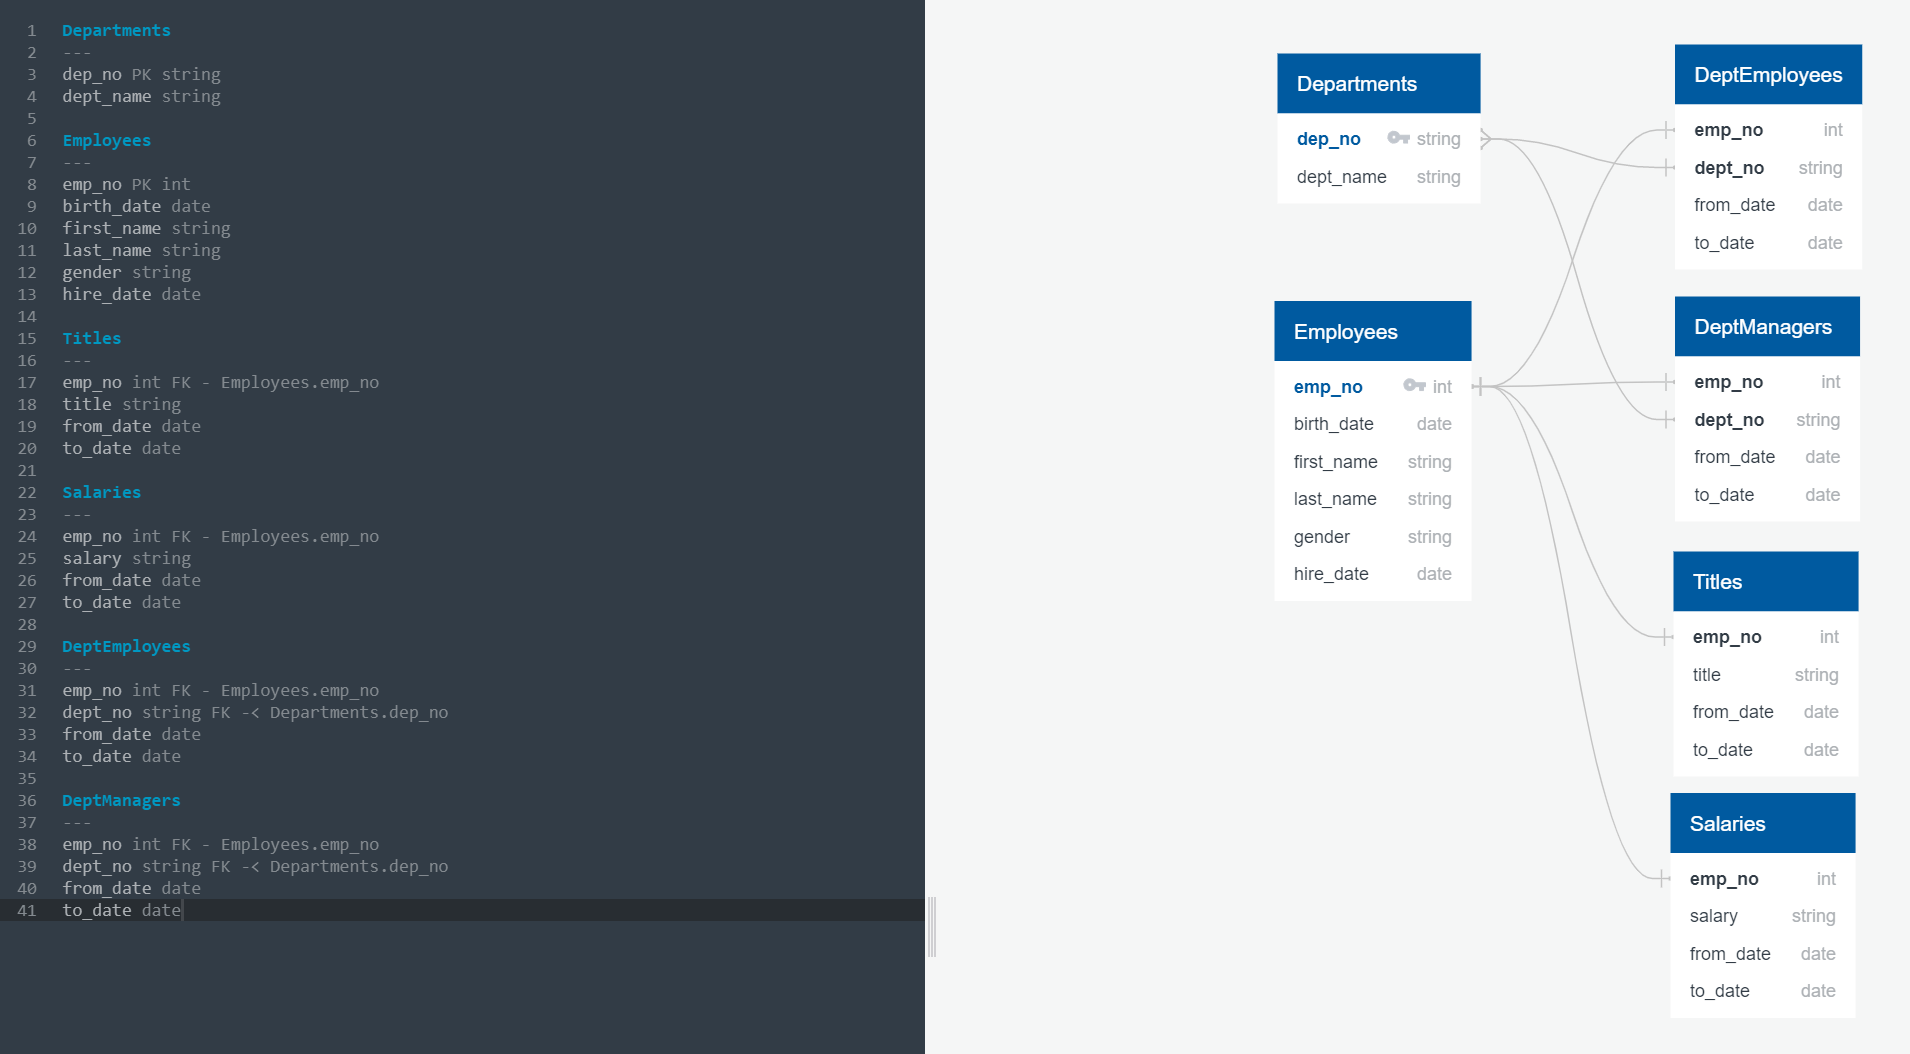 1 Departments
2 ---
3 dep_no PK string
4 dept_name string
5
6 Employees
7 ---
8 emp_no PK int
9 birth_date date
10 first_name string
11 last_name string
12 gender string
13 hire_date date
14
15 Titles
16 ---
17 emp_no int FK - Employees.emp_no
18 title string
19 from_date date
20 to_date date
21
22 Salaries
23 ---
24 emp_no int FK - Employees.emp_no
25 salary string
26 from_date date
27 to_date date
28
29 DeptEmployees
30 ---
31 emp_no int FK - Employees.emp_no
32 dept_no string FK -< Departments.dep_no
33 from_date date
34 to_date date
35
36 DeptManagers
37 ---
38 emp_no int FK - Employees.emp_no
39 dept_no string FK -< Departments.dep_no
40 from_date date
41 to_date date
Departments
dep_no string
dept_name string
Employees
emp_no int
birth_date date
first_name string
last_name string
gender string
hire_date date
DeptEmployees
emp_no int
dept_no string
from_date date
to_date date
DeptManagers
emp_no int
dept_no string
from_date date
to_date date
Titles
emp_no int
title string
from_date date
to_date date
Salaries
emp_no int
salary string
from_date date
to_date date